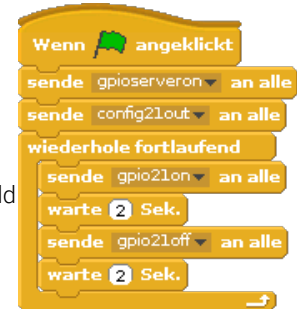 Wenn angeklickt
sende gpioserveron an alle
sende config21out an alle
wiederhole fortlaufend
sende gpio21on an alle
ld
warte 2 Sek.
sende gpio21off an alle
warte 2 Sek.